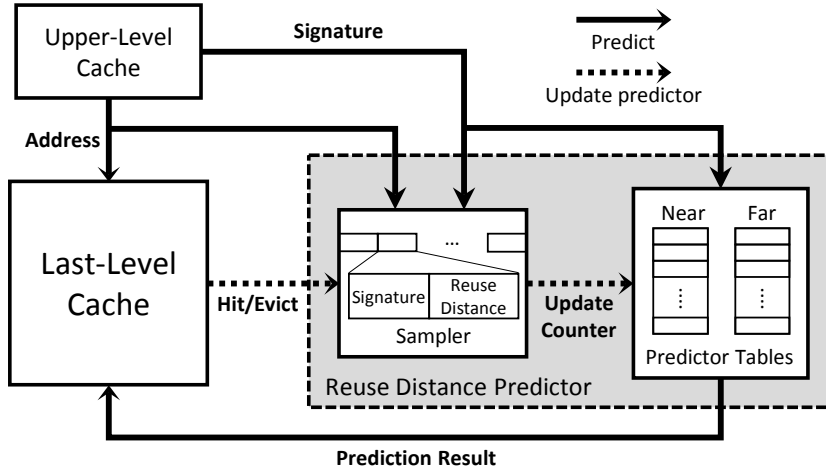 Upper-Level
Cache
Signature
Predict
Update predictor
Address
Last-Level
Cache
Hit/Evict
...
Signature
Reuse
Distance
Sampler
Update
Counter
Near
Far
Predictor Tables
Reuse Distance Predictor
Prediction Result